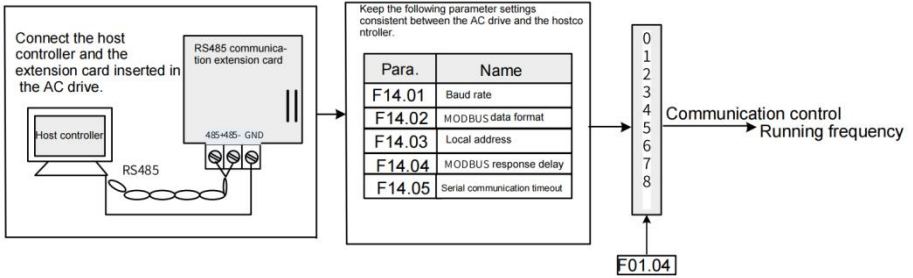 Connect the host
controller and the
extension card inserted in
the AC drive.
RS485 communica-
tion extension card
485+485- GND
Host controller
RS485
Keep the following parameter settings
consistent between the AC drive and the hostco
ntroller.
Para. Name
F14.01 Baud rate
F14.02 MODBUS data format
F14.03 Local address
F14.04 MODBUS response delay
F14.05 Serial communication timeout
0
1
2
3
4
5
6
7
8
Communication control
Running frequency
F01.04